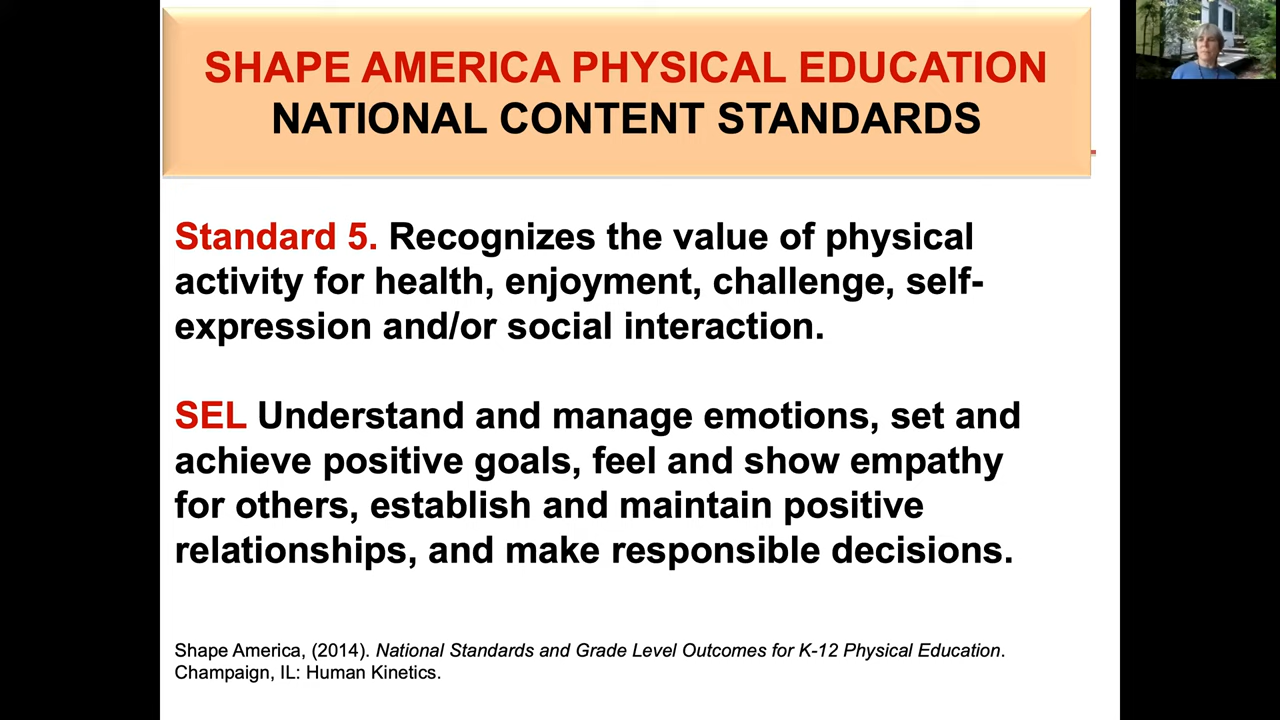 SHAPE AMERICA PHYSICAL EDUCATION
NATIONAL CONTENT STANDARDS
Standard 5. Recognizes the value of physical
activity for health, enjoyment, challenge, self-
expression and/or social interaction.
SEL Understand and manage emotions, set and
achieve positive goals, feel and show empathy
for others, establish and maintain positive
relationships, and make responsible decisions.
Shape America, (2014). National Standards and Grade Level Outcomes for K-12 Physical Education.
Champaign, IL: Human Kinetics.